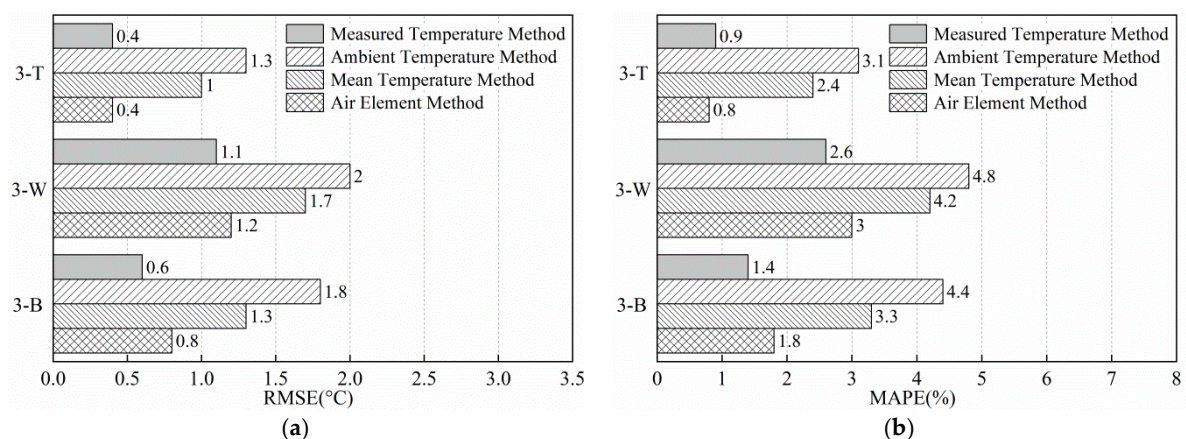 3-T
3-W
3-B
0.4
1.3
1
0.4
1.1
2
1.7
1.2
0.6
1.8
1.3
0.8
Measured Temperature Method
Ambient Temperature Method
Mean Temperature Method
Air Element Method
0.0 0.5 1.0 1.5 2.0 2.5 3.0 3.5
RMSE(°C)
(a)
3-T
3-W
3-B
0.9
3.1
2.4
0.8
2.6
4.8
4.2
3
1.4
4.4
3.3
1.8
Measured Temperature Method
Ambient Temperature Method
Mean Temperature Method
Air Element Method
0 1 2 3 4 5 6 7 8
MAPE(%)
(b)